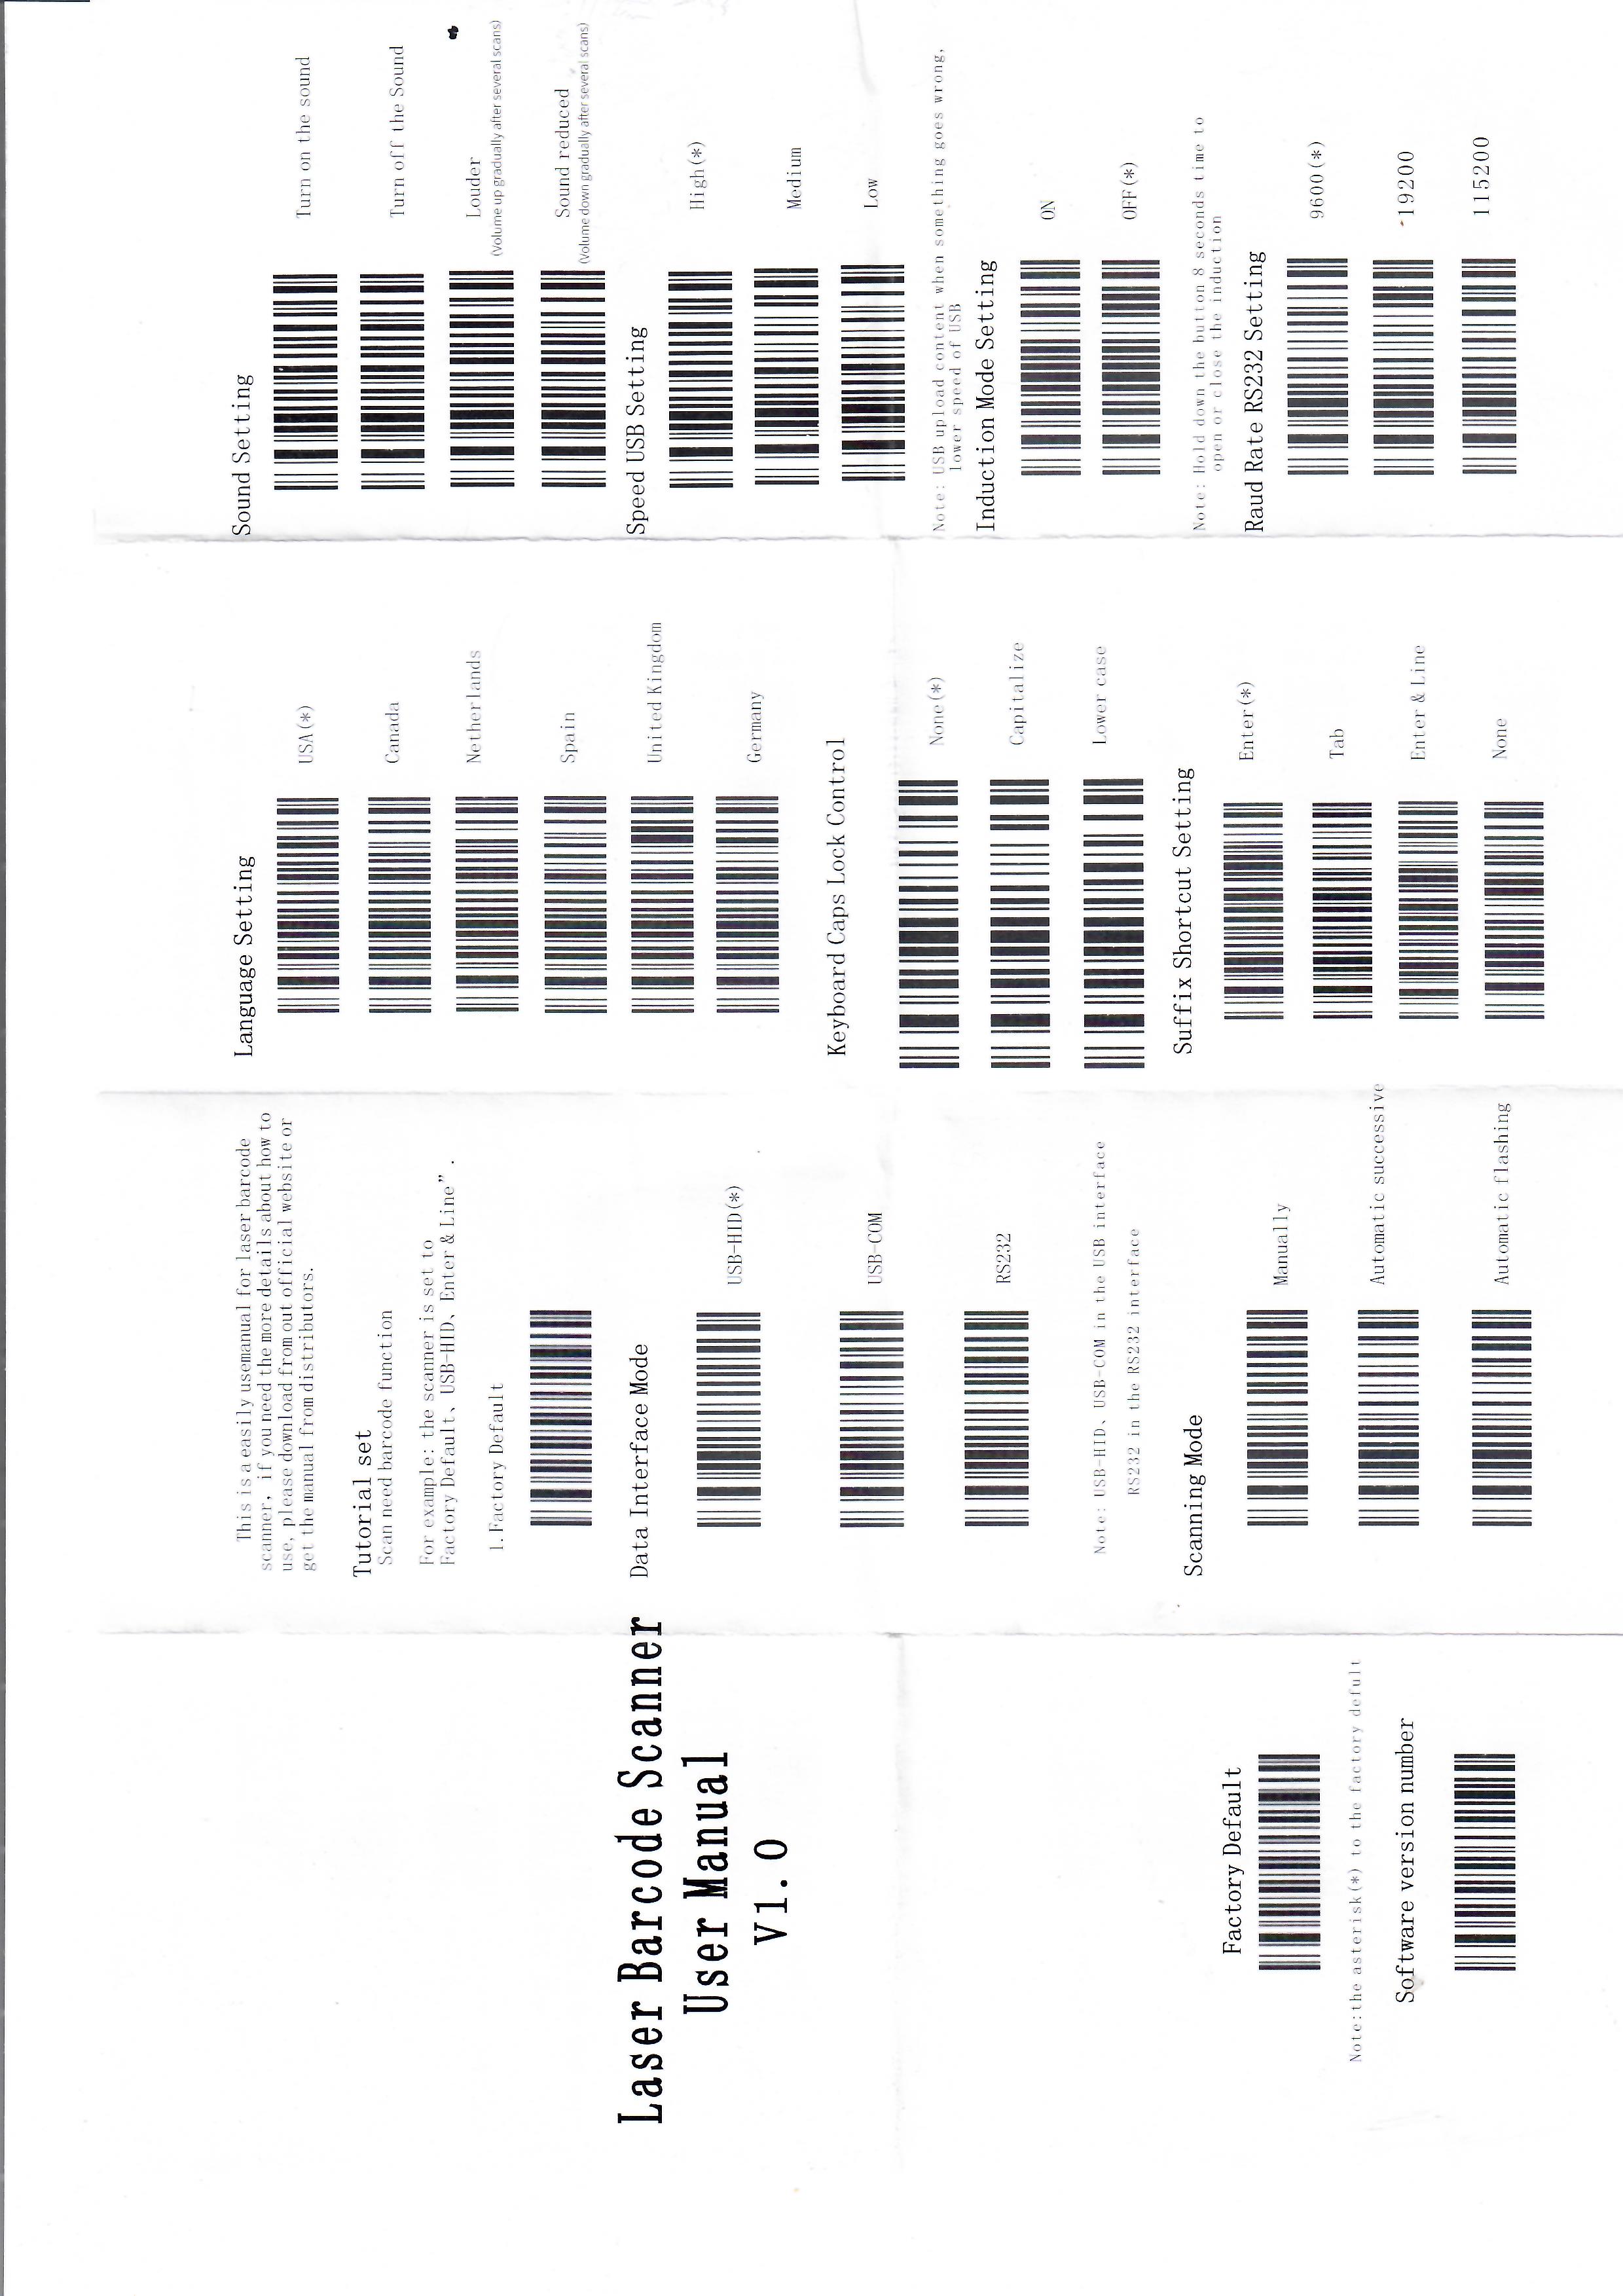 Laser Barcode Scanner
User Manual
V1.0
Factory Default
Note:the asterisk(*) to the factory defult
Software version number
This is a easily usemanual for laser barcode
scanner, if you need the more details about how to
use, please download from out official website or
get the manual from distributors.
Tutorial set
Scan need barcode function
For example: the scanner is set to
Factory Default、USB-HID、Enter & Line”.
1.Factory Default
Data Interface Mode
USB-HID(*)
USB-COM
RS232
Note: USB-HID、USB-COM in the USB interface
RS232 in the RS232 interface
Scanning Mode
Manually
Automatic successive
Automatic flashing
Language Setting
USA(*)
Canada
Netherlands
Spain
United Kingdom
Germany
Keyboard Caps Lock Control
None(*)
Capitalize
Lower case
Suffix Shortcut Setting
Enter(*)
Tab
Enter & Line
None
Sound Setting
Turn on the sound
Turn off the Sound
Louder
(Volume up gradually after several scans)
Sound reduced
(Volume down gradually after several scans)
Speed USB Setting
High(*)
Medium
Low
Note: USB upload content when something goes wrong,
lower speed of USB
Induction Mode Setting
ON
OFF(*)
Note: Hold down the button 8 seconds time to
open or close the induction
Raud Rate RS232 Setting
9600(*)
19200
115200